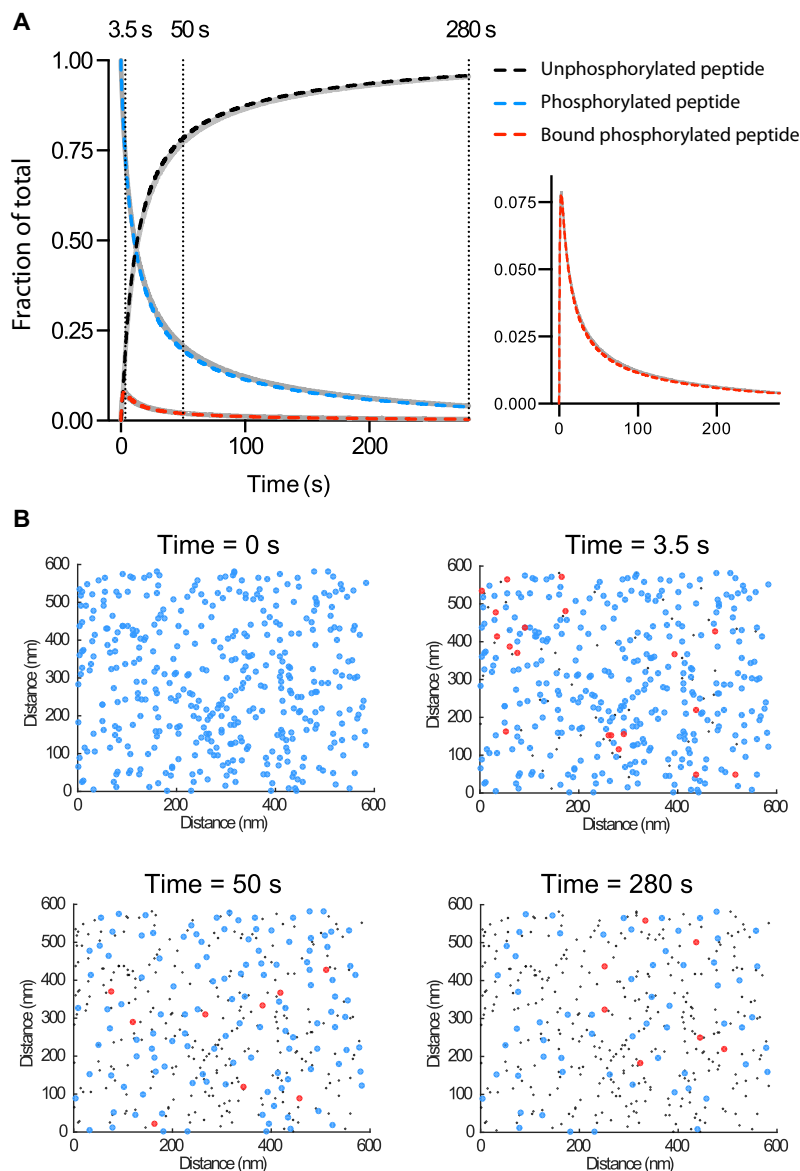 A
3.5 s 50 s 280 s
1.00
0.75
0.50
0.25
0.00
0 100 200
Fraction of total
Time (s)
Unphosphorylated peptide
Phosphorylated peptide
Bound phosphorylated peptide
0.075
0.050
0.025
0.000
0 100 200
B
Time = 0 s
600
500
400
300
200
100
0
0 200 400 600
Distance (nm)
Distance (nm)
Time = 3.5 s
600
500
400
300
200
100
0
0 200 400 600
Distance (nm)
Distance (nm)
Time = 50 s
600
500
400
300
200
100
0
0 200 400 600
Distance (nm)
Distance (nm)
Time = 280 s
600
500
400
300
200
100
0
0 200 400 600
Distance (nm)
Distance (nm)